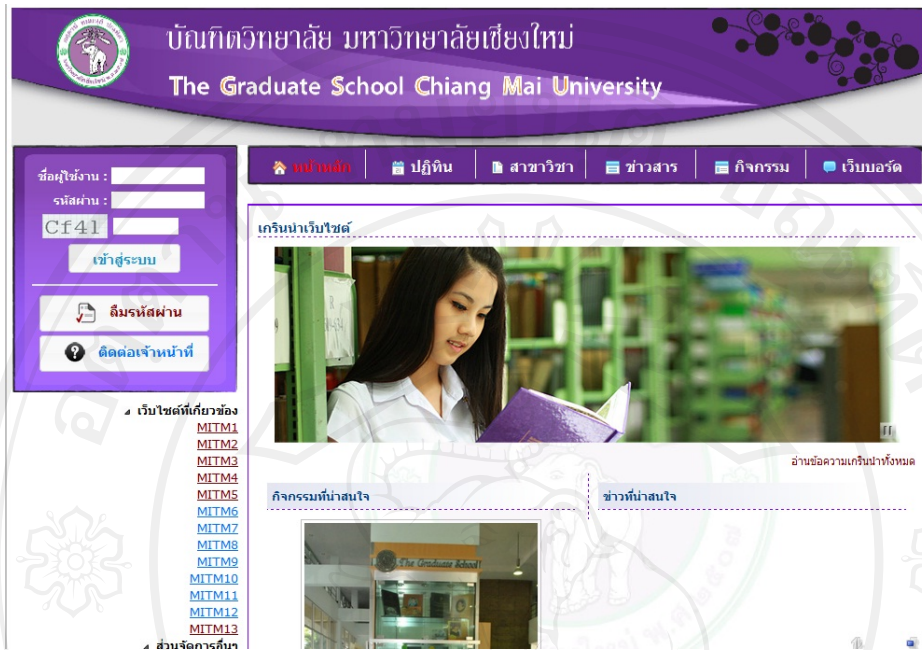 บัณฑิตวิทยาลัย มหาวิทยาลัยเชียงใหม่
The Graduate School Chiang Mai University
หน้าหลัก ปฏิทิน สาขาวิชา ข่าวสาร กิจกรรม เว็บบอร์ด
ชื่อผู้ใช้งาน :
รหัสผ่าน :
Cf41
เข้าสู่ระบบ
ลืมรหัสผ่าน
ติดต่อเจ้าหน้าที่
เว็บไซต์ที่เกี่ยวข้อง
MITM1
MITM2
MITM3
MITM4
MITM5
MITM6
MITM7
MITM8
MITM9
MITM10
MITM11
MITM12
MITM13
ส่วนจัดการอื่นๆ
เกริ่นนำเว็บไซต์
อ่านข้อความเกริ่นนำทั้งหมด
กิจกรรมที่น่าสนใจ
ข่าวที่น่าสนใจ
The Graduate School